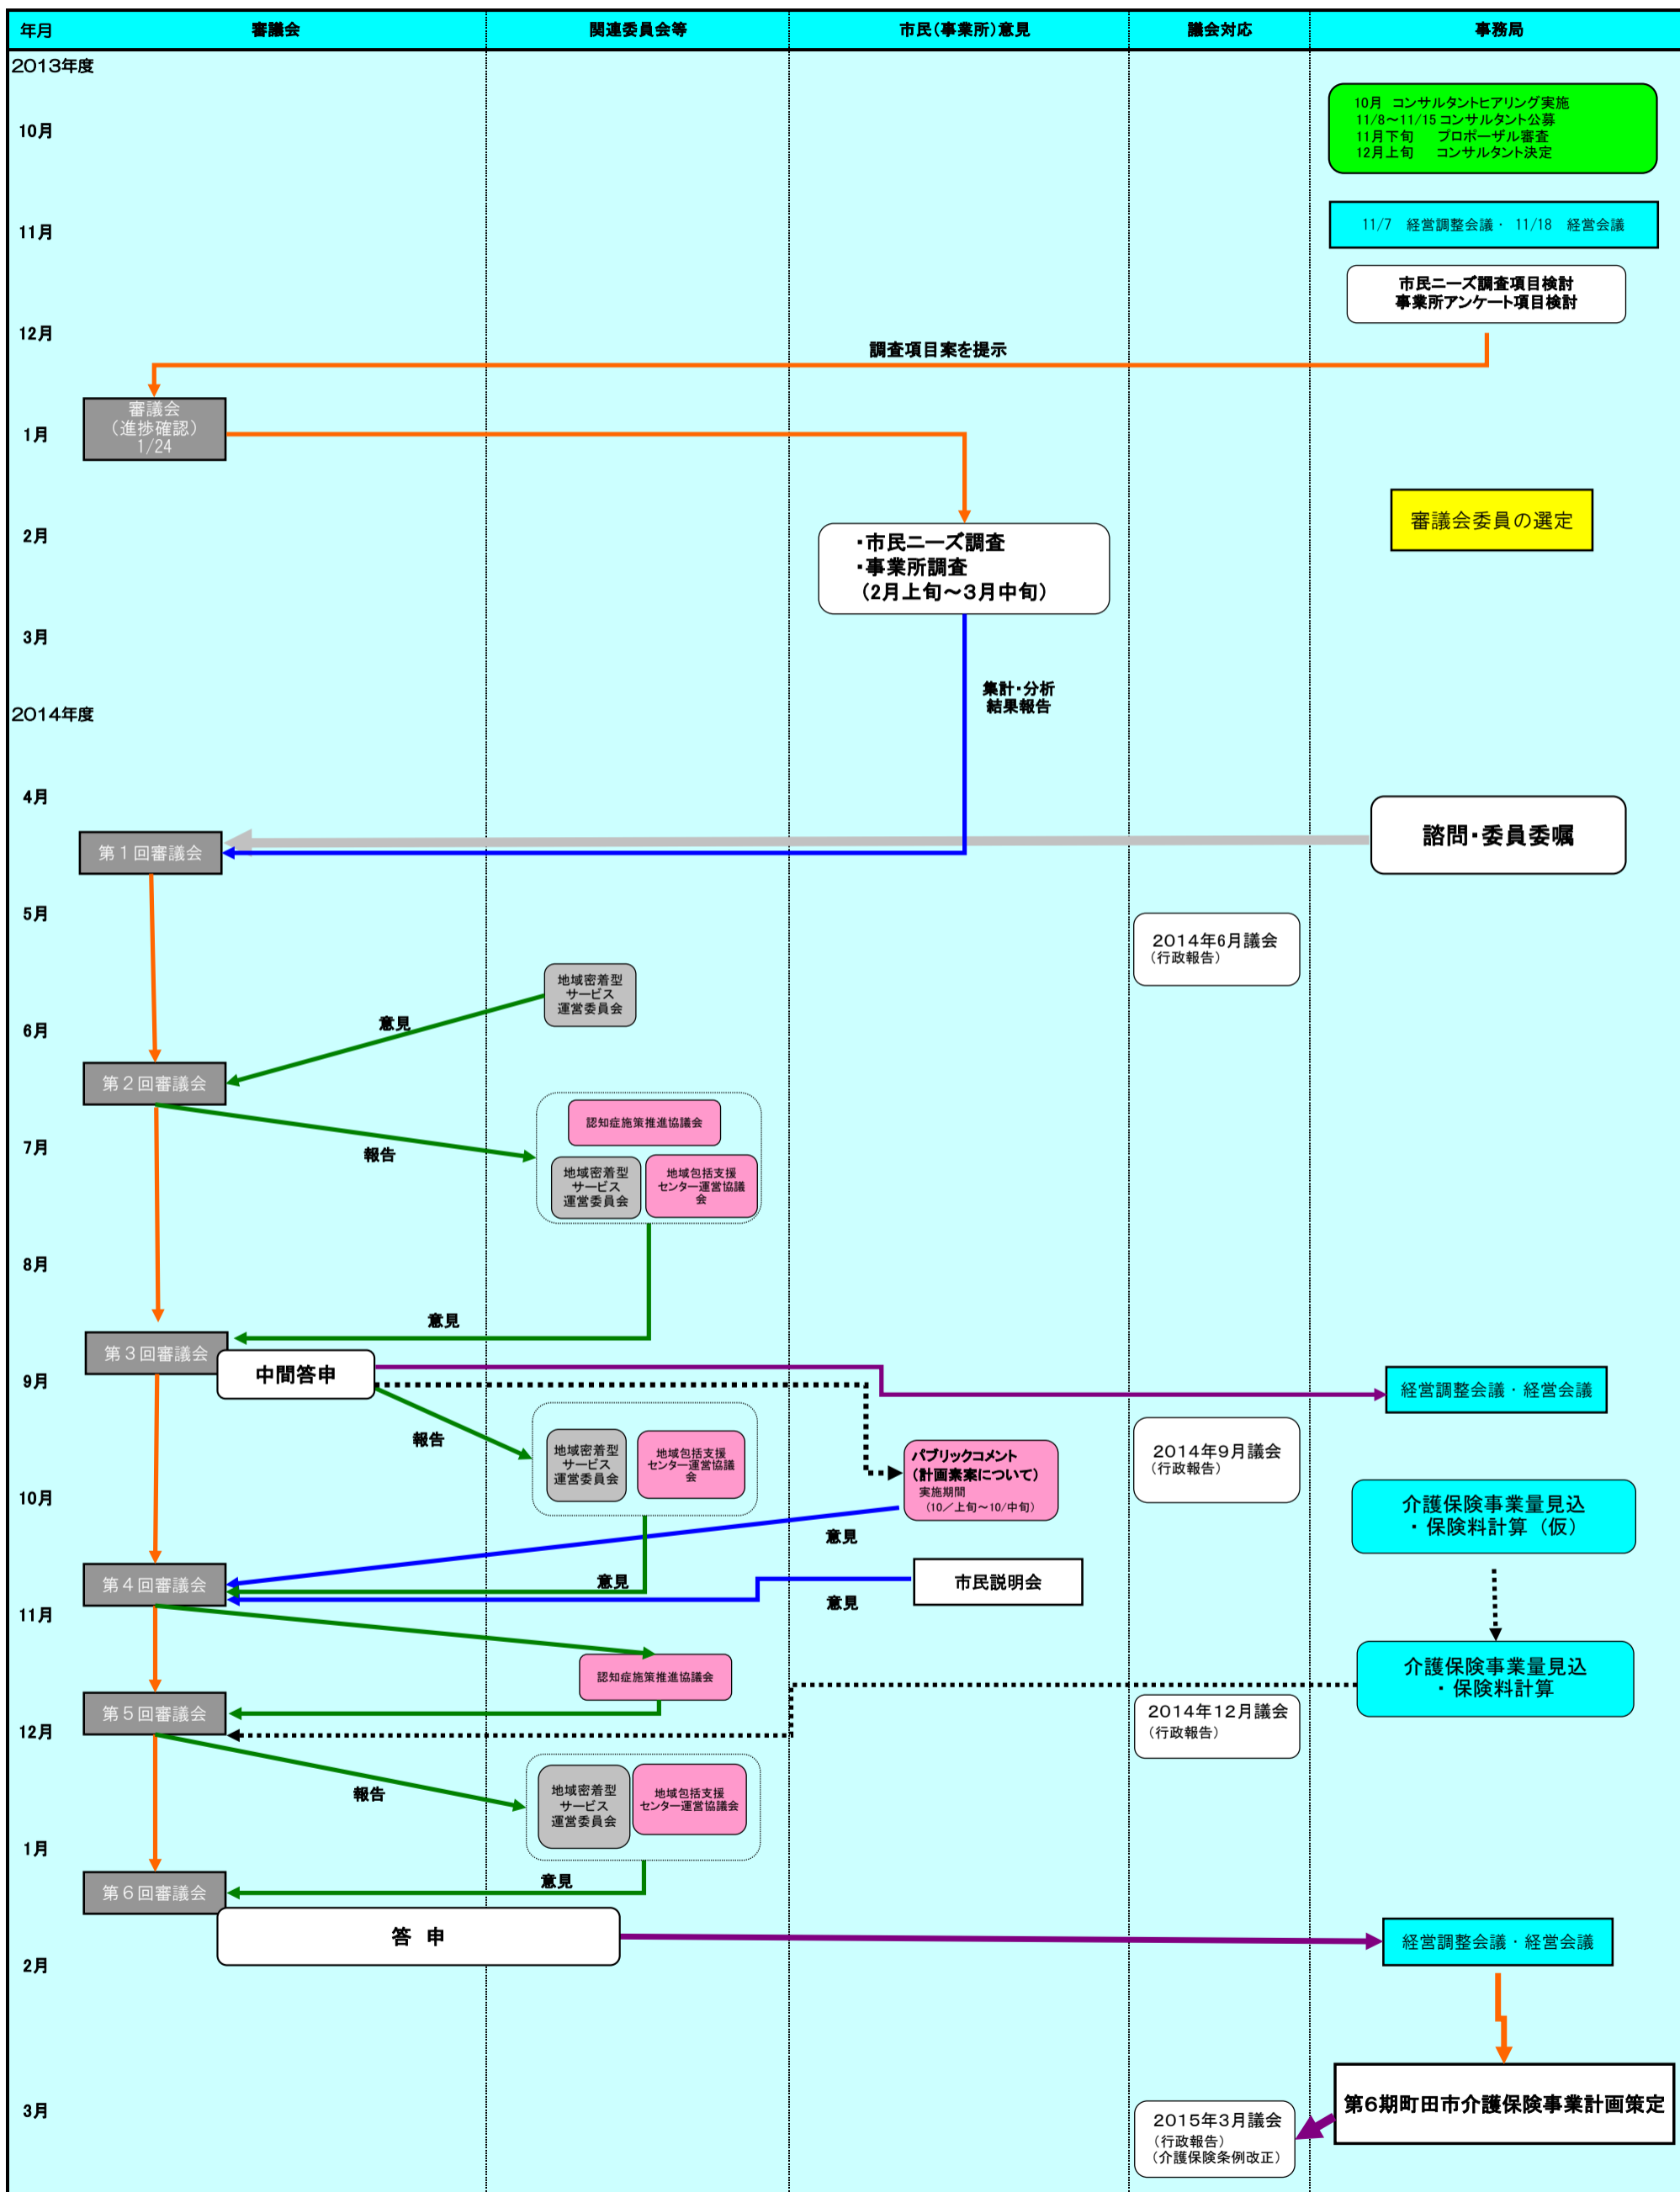 年月 審議会 関連委員会等 市民(事業所)意見 議会対応 事務局
2013年度
10月 コンサルタントヒアリング実施
11/8～11/15 コンサルタント公募
11月下旬 プロポーザル審査
12月上旬 コンサルタント決定
10月
11月
11/7 経営調整会議・ 11/18 経営会議
市民ニーズ調査項目検討
事業所アンケート項目検討
12月
調査項目案を提示
審議会
（進捗確認）
1/24
1月
審議会委員の選定
2月
・市民ニーズ調査
・事業所調査
（2月上旬～3月中旬）
3月
集計・分析
結果報告
2014年度
4月
諮問・委員委嘱
第１回審議会
5月
2014年6月議会
（行政報告）
地域密着型
サービス
運営委員会
意見
6月
第２回審議会
認知症施策推進協議会
7月
報告
地域密着型
サービス
運営委員会
地域包括支援
センター運営協議
会
8月
意見
第３回審議会
中間答申
9月
経営調整会議・経営会議
報告
地域密着型
サービス
運営委員会
地域包括支援
センター運営協議
会
パブリックコメント
（計画素案について）
実施期間
（10／上旬～10/中旬）
2014年9月議会
（行政報告）
10月
介護保険事業量見込
・保険料計算（仮）
意見
第４回審議会
意見
市民説明会
意見
11月
認知症施策推進協議会
介護保険事業量見込
・保険料計算
第５回審議会
2014年12月議会
（行政報告）
12月
報告
地域密着型
サービス
運営委員会
地域包括支援
センター運営協議会
1月
意見
第６回審議会
答 申
経営調整会議・経営会議
2月
第6期町田市介護保険事業計画策定
3月
2015年3月議会
（行政報告）
（介護保険条例改正）